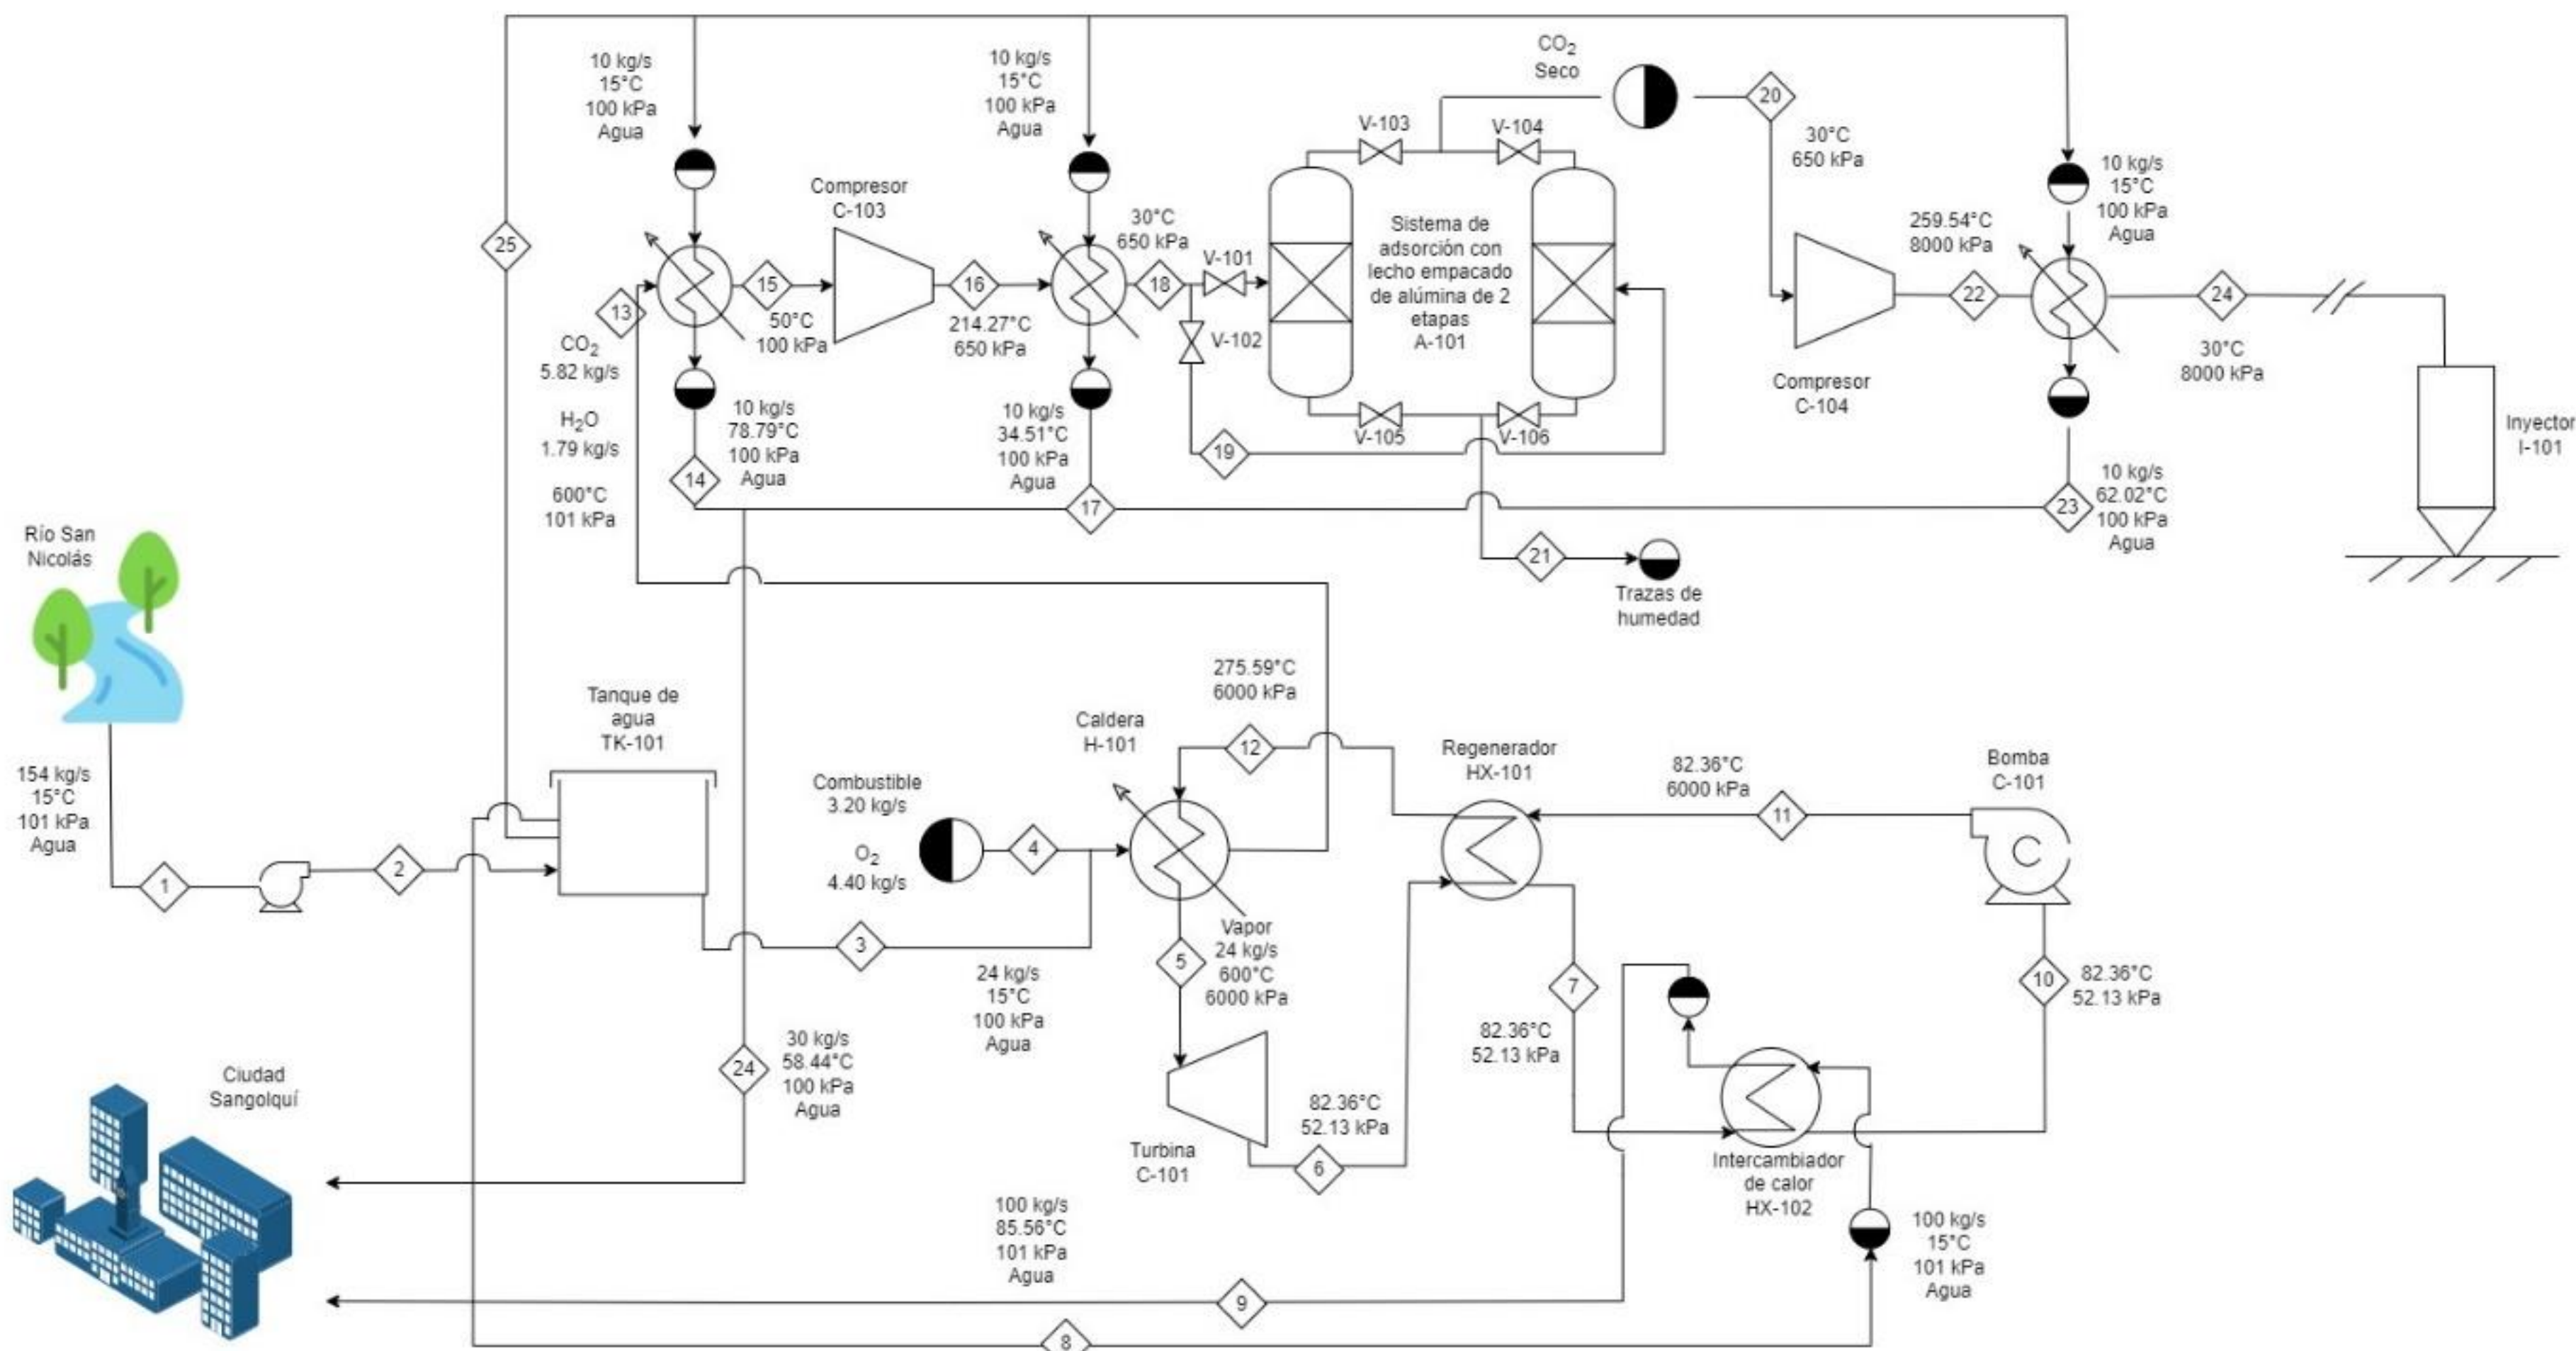 10 kg/s
15°C
100 kPa
Agua
10 kg/s
15°C
100 kPa
Agua
CO2
Seco
20
30°C
650 kPa
V-103
V-104
10 kg/s
15°C
100 kPa
Agua
25
Compresor
C-103
30°C
650 kPa
V-101
Sistema de
adsorción con
lecho empacado
de alúmina de 2
etapas
A-101
259.54°C
8000 kPa
13
15
16
18
22
24
50°C
100 kPa
214.27°C
650 kPa
V-102
30°C
8000 kPa
CO2
5.82 kg/s
H2O
1.79 kg/s
600°C
101 kPa
10 kg/s
78.79°C
100 kPa
Agua
10 kg/s
34.51°C
100 kPa
Agua
V-105
V-106
Compresor
C-104
Inyector
I-101
14
19
17
10 kg/s
62.02°C
100 kPa
Agua
23
21
Trazas de
humedad
Río San
Nicolás
154 kg/s
15°C
101 kPa
Agua
1
2
Tanque de
agua
TK-101
Combustible
3.20 kg/s
O2
4.40 kg/s
4
Caldera
H-101
275.59°C
6000 kPa
12
Regenerador
HX-101
82.36°C
6000 kPa
11
Bomba
C-101
C
3
24 kg/s
15°C
100 kPa
Agua
5
Vapor
24 kg/s
600°C
6000 kPa
7
82.36°C
52.13 kPa
10
82.36°C
52.13 kPa
24
30 kg/s
58.44°C
100 kPa
Agua
Ciudad
Sangolquí
Turbina
C-101
82.36°C
52.13 kPa
6
Intercambiador
de calor
HX-102
100 kg/s
85.56°C
101 kPa
Agua
9
100 kg/s
15°C
101 kPa
Agua
8